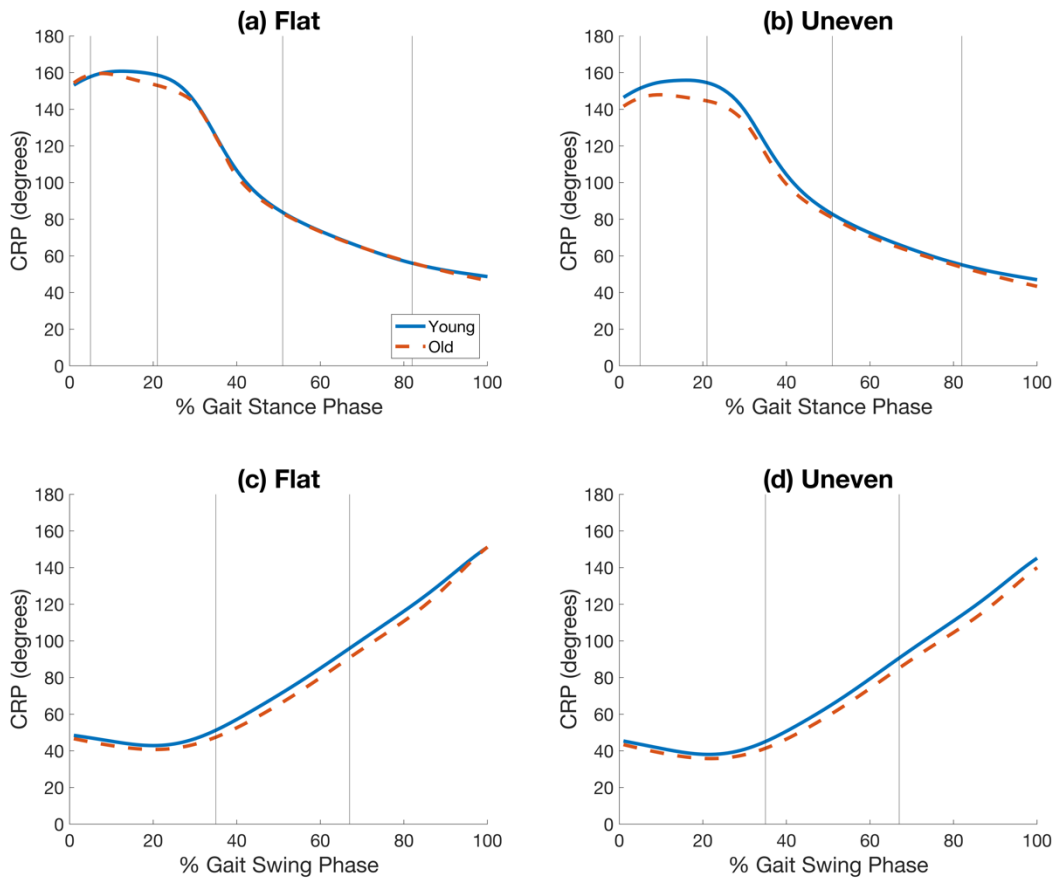 (a) Flat
180
160
140
120
100
80
60
40
20
0
CRP (degrees)
0 20 40 60 80 100
% Gait Stance Phase
Young
Old
(b) Uneven
180
160
140
120
100
80
60
40
20
0
CRP (degrees)
0 20 40 60 80 100
% Gait Stance Phase
(c) Flat
180
160
140
120
100
80
60
40
20
0
CRP (degrees)
0 20 40 60 80 100
% Gait Swing Phase
(d) Uneven
180
160
140
120
100
80
60
40
20
0
CRP (degrees)
0 20 40 60 80 100
% Gait Swing Phase